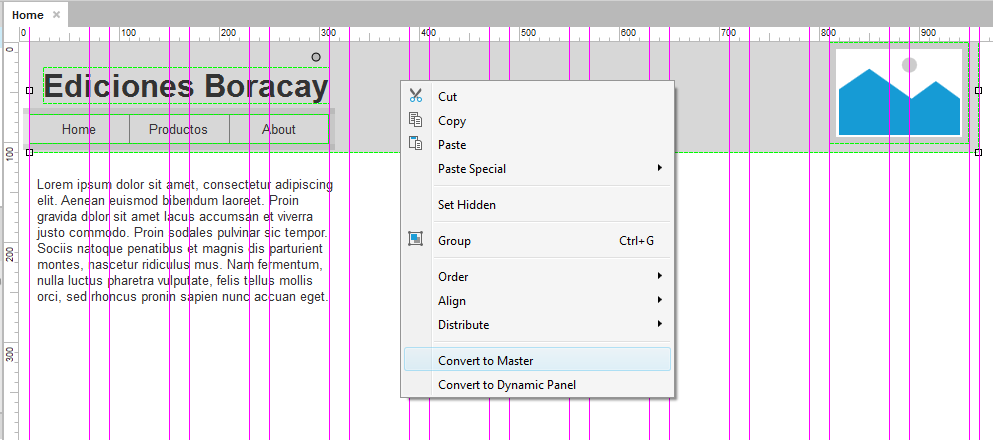 Home
0 100 200 300 400 500 600 700 800 900
0
100
200
300
Ediciones Boracay
Home Productos About
Lorem ipsum dolor sit amet, consectetur adipiscing
elit. Aenean euismod bibendum laoreet. Proin
gravida dolor sit amet lacus accumsan et viverra
justo commodo. Proin sodales pulvinar sic tempor.
Sociis natoque penatibus et magnis dis parturient
montes, nascetur ridiculus mus. Nam fermentum,
nulla luctus pharetra vulputate, felis tellus mollis
orci, sed rhoncus pronin sapien nunc accuan eget.
Cut
Copy
Paste
Paste Special
Set Hidden
Group Ctrl+G
Order
Align
Distribute
Convert to Master
Convert to Dynamic Panel